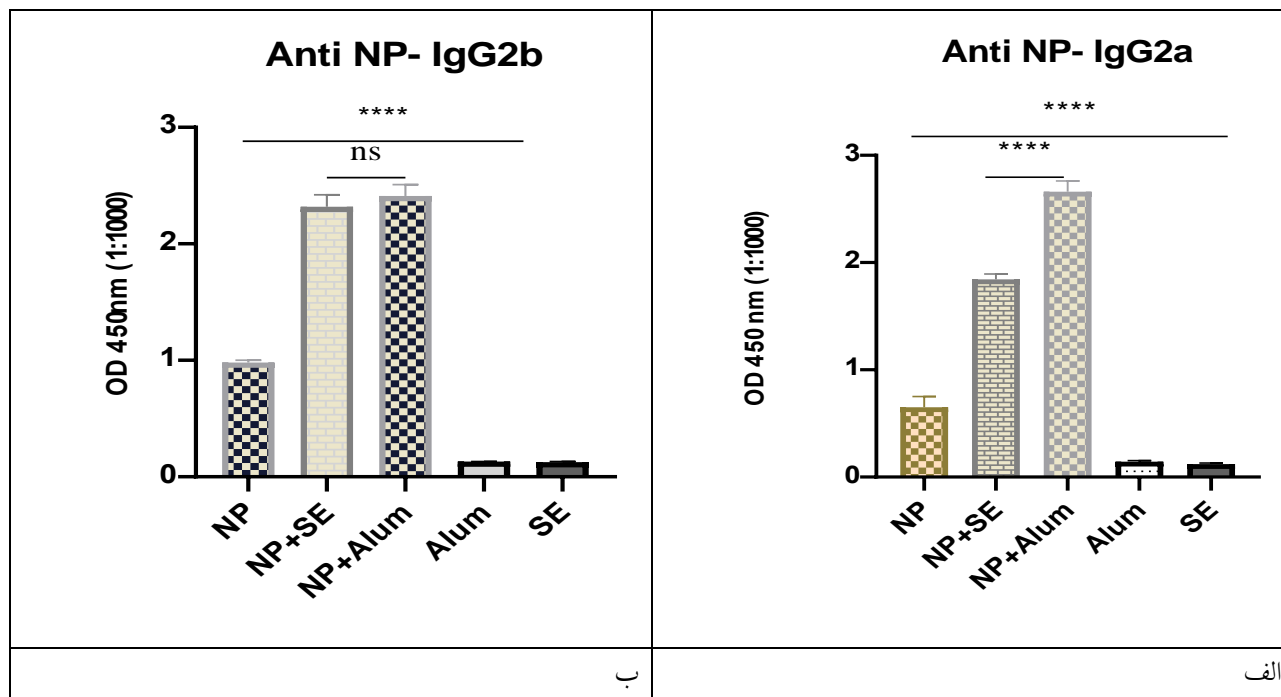 Anti NP- IgG2a
****
****
OD 450 nm (1:1000)
3
2
1
0
NP
NP+SE
NP+Alum
Alum
SE
الف
Anti NP- IgG2b
****
ns
OD 450nm (1:1000)
3
2
1
0
NP
NP+SE
NP+Alum
Alum
SE
ب